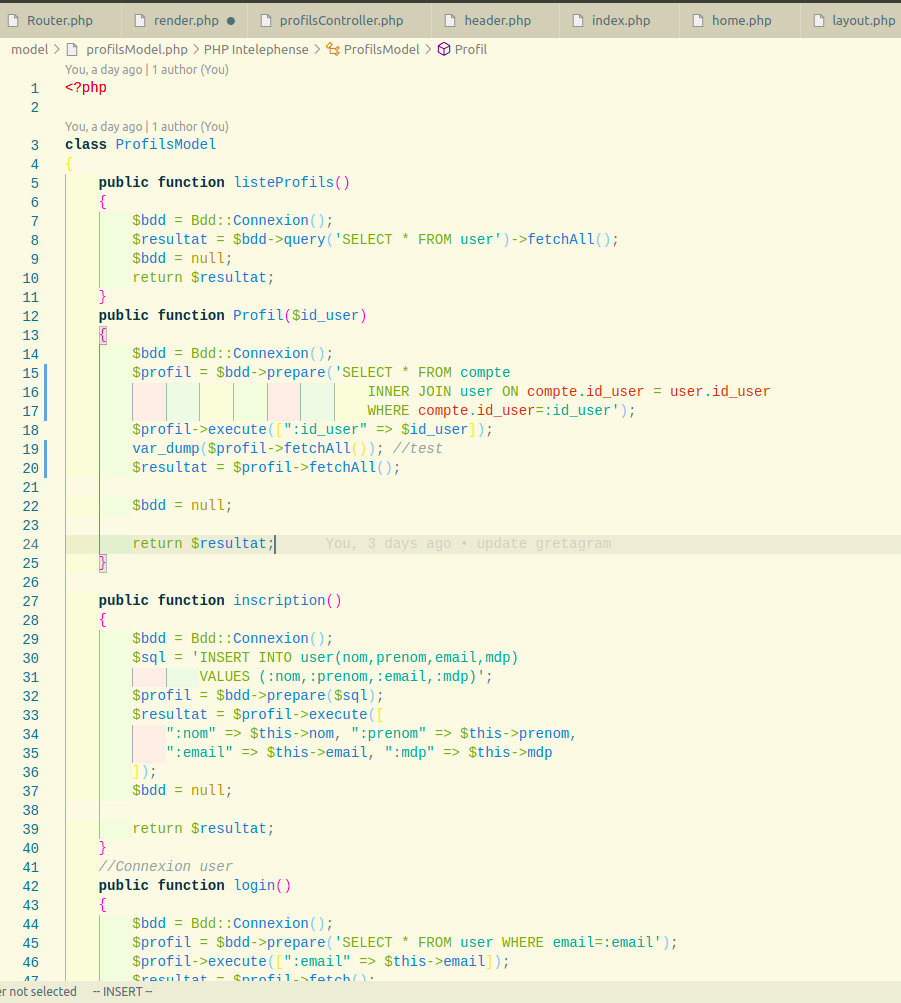 Router.php render.php profilsController.php header.php index.php home.php layout.php
model > profilsModel.php > PHP Intelephense > ProfilsModel > Profil
You, a day ago | 1 author (You)
1 <?php
2
You, a day ago | 1 author (You)
3 class ProfilsModel
4 {
5 public function listeProfils()
6 {
7 $bdd = Bdd::Connexion();
8 $resultat = $bdd->query('SELECT * FROM user')->fetchAll();
9 $bdd = null;
10 return $resultat;
11 }
12 public function Profil($id_user)
13 {
14 $bdd = Bdd::Connexion();
15 $profil = $bdd->prepare('SELECT * FROM compte
16 INNER JOIN user ON compte.id_user = user.id_user
17 WHERE compte.id_user=:id_user');
18 $profil->execute([":id_user" => $id_user]);
19 var_dump($profil->fetchAll()); //test
20 $resultat = $profil->fetchAll();
21
22 $bdd = null;
23
24 return $resultat; You, 3 days ago • update gretagram
25 }
26
27 public function inscription()
28 {
29 $bdd = Bdd::Connexion();
30 $sql = 'INSERT INTO user(nom,prenom,email,mdp)
31 VALUES (:nom,:prenom,:email,:mdp)';
32 $profil = $bdd->prepare($sql);
33 $resultat = $profil->execute([
34 ":nom" => $this->nom, ":prenom" => $this->prenom,
35 ":email" => $this->email, ":mdp" => $this->mdp
36 ]);
37 $bdd = null;
38
39 return $resultat;
40 }
41 //Connexion user
42 public function login()
43 {
44 $bdd = Bdd::Connexion();
45 $profil = $bdd->prepare('SELECT * FROM user WHERE email=:email');
46 $profil->execute([":email" => $this->email]);
47 $resultat = $profil->fetch();
er not selected -- INSERT --